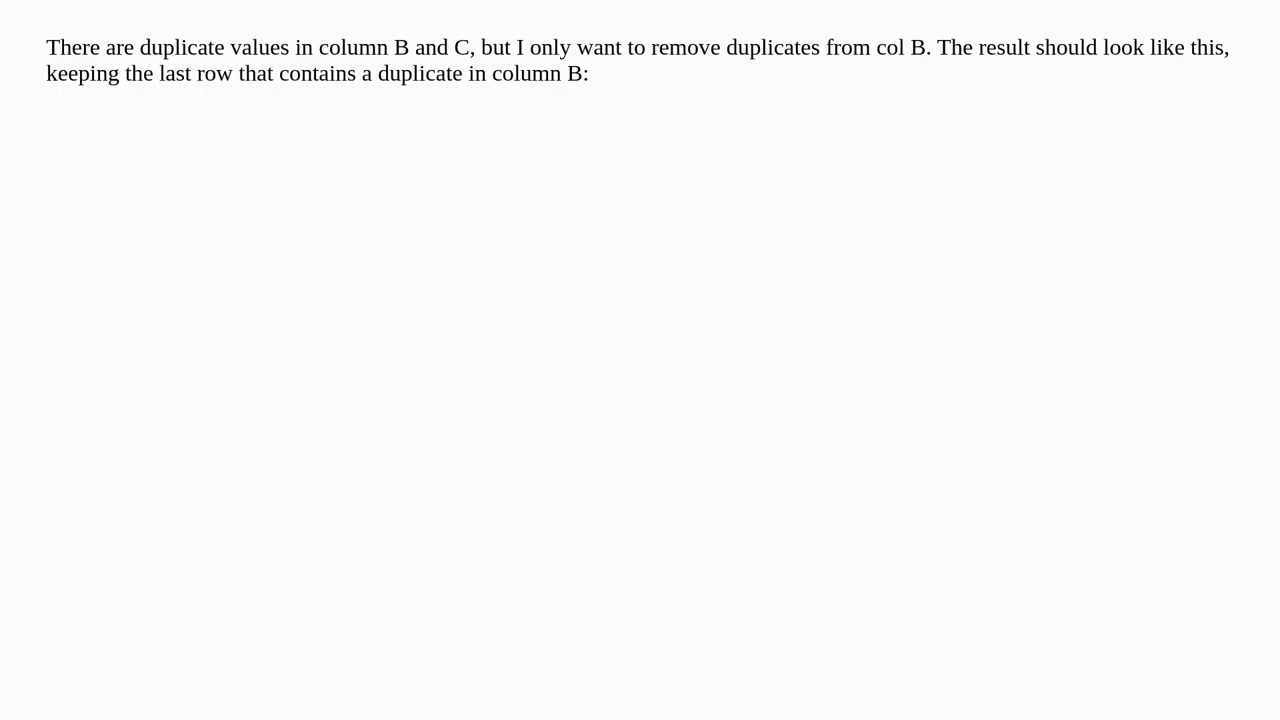 There are duplicate values in column B and C, but I only want to remove duplicates from col B. The result should look like this,
keeping the last row that contains a duplicate in column B: